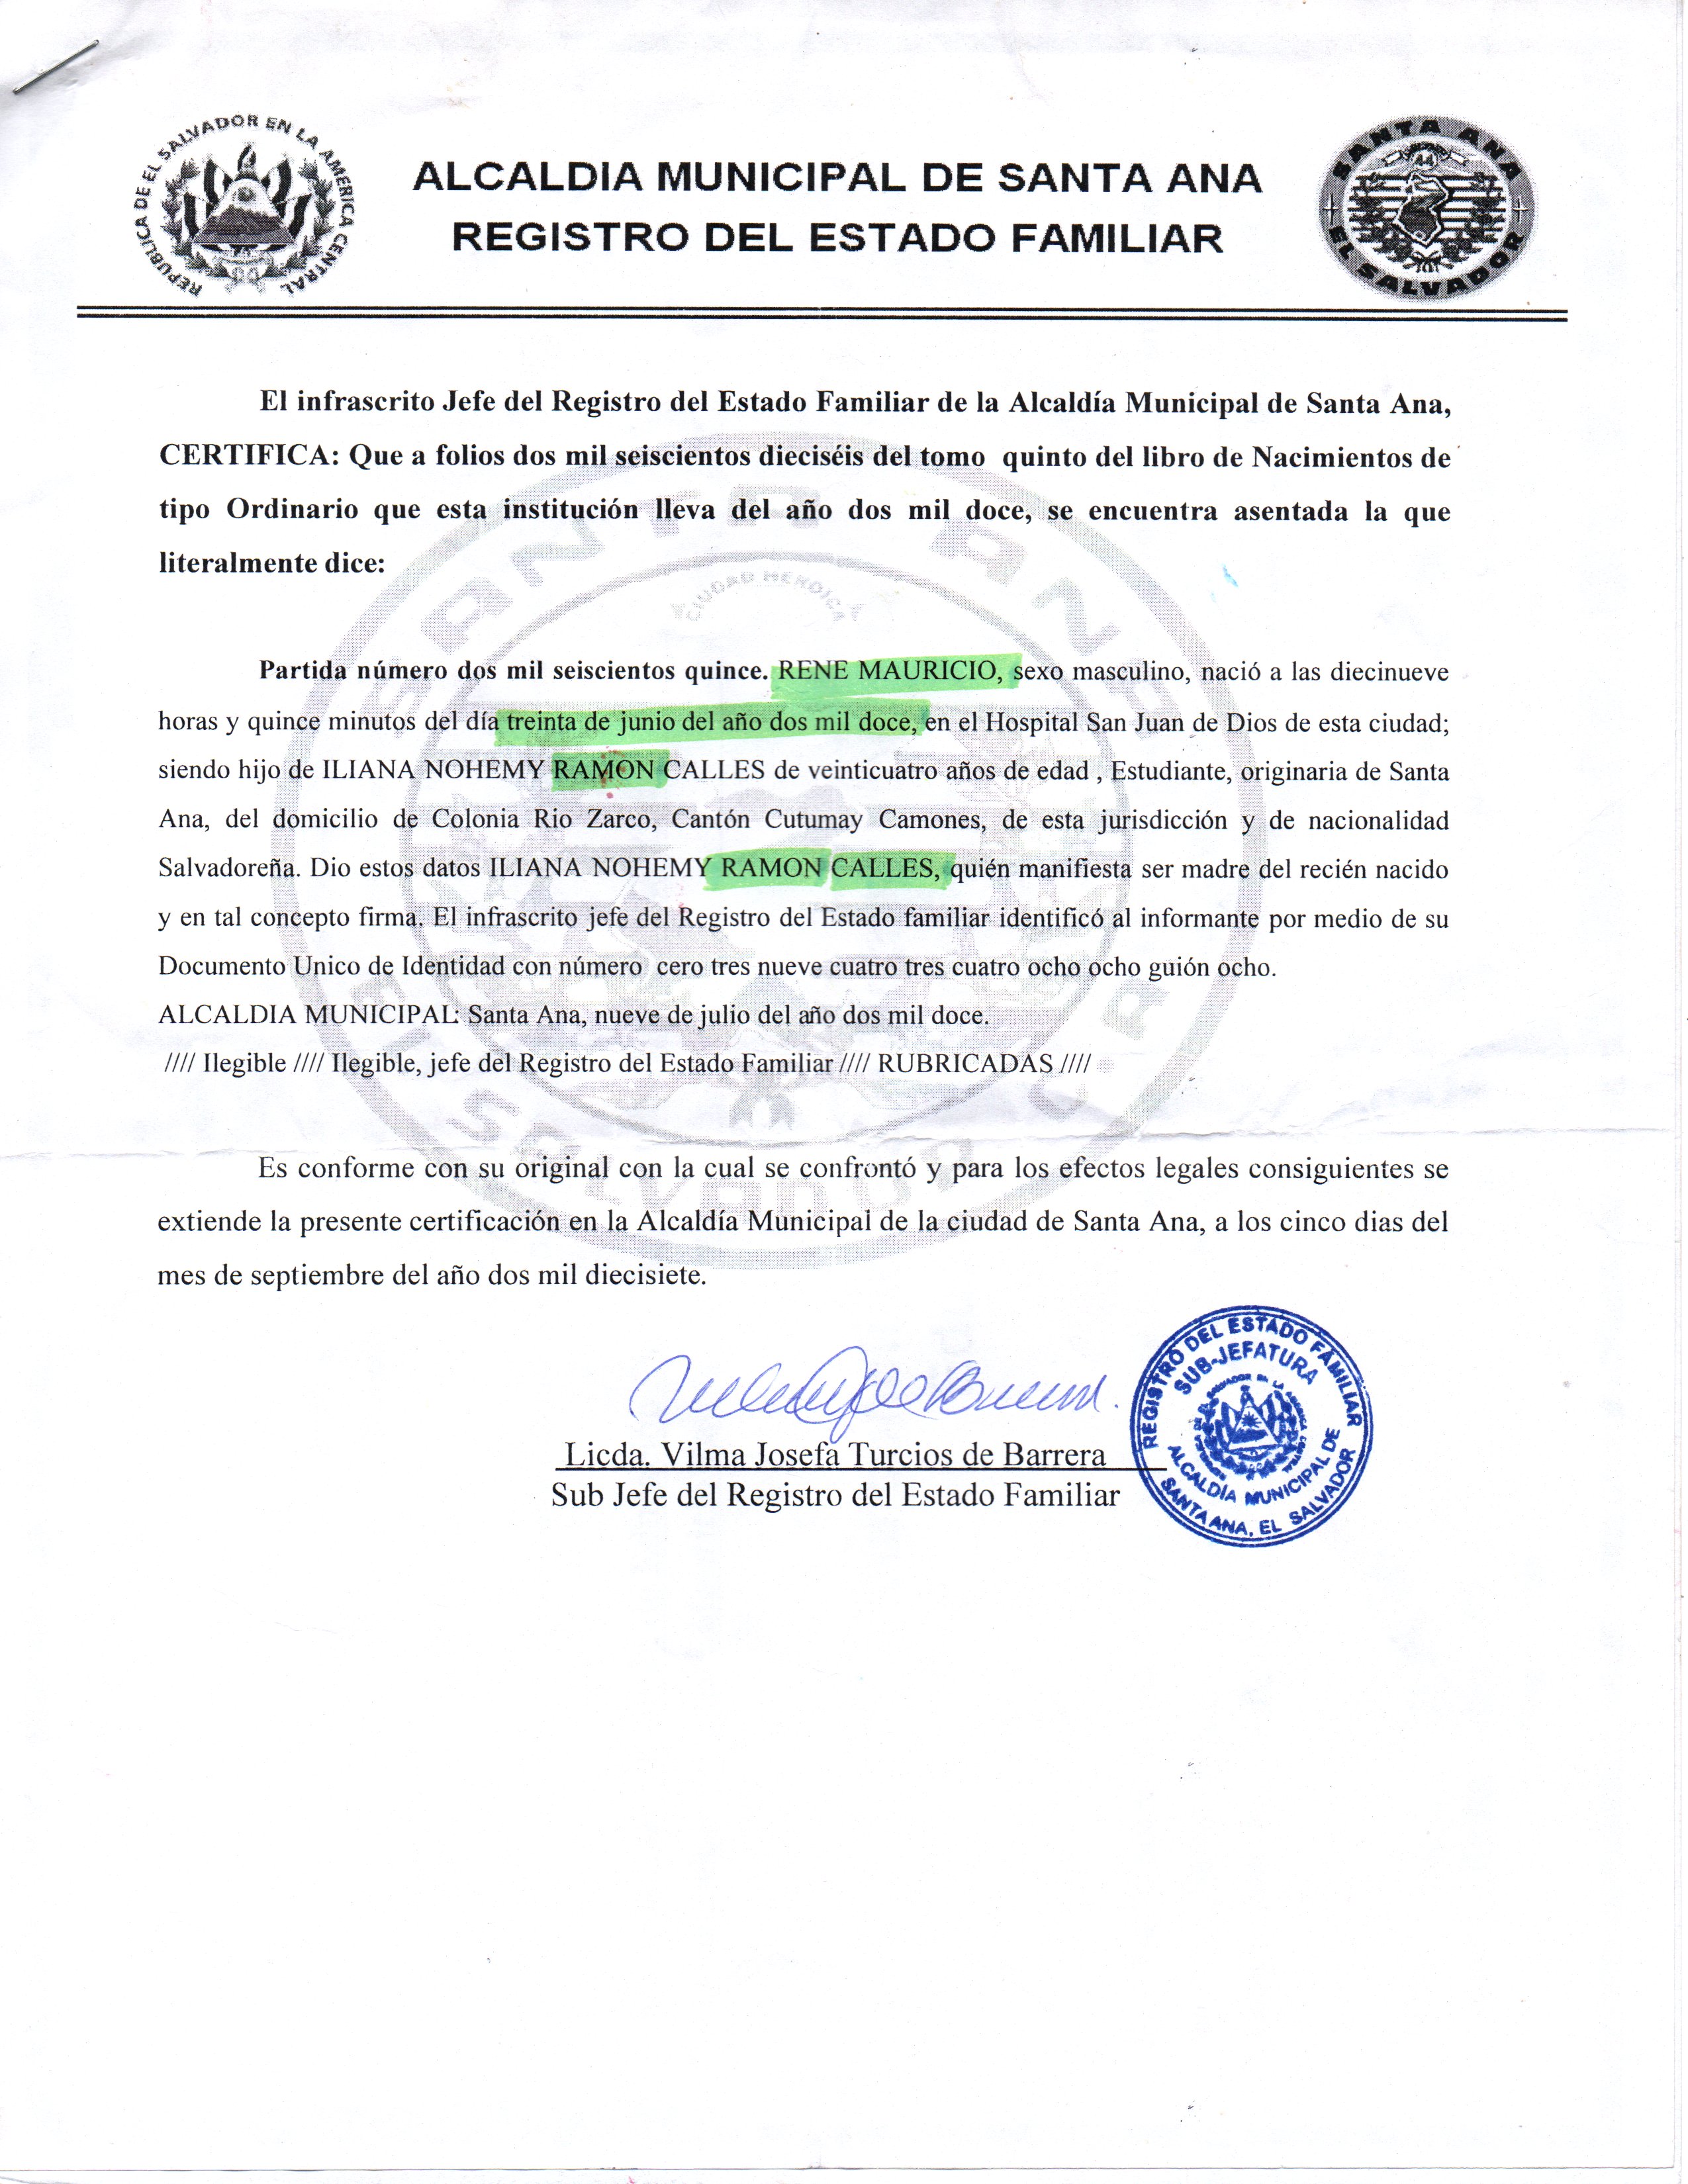 REPUBLICA DE EL SALVADOR EN LA AMERICA CENTRAL
ALCALDIA MUNICIPAL DE SANTA ANA
REGISTRO DEL ESTADO FAMILIAR
SANTA ANA
44
EL SALVADOR
El infrascrito Jefe del Registro del Estado Familiar de la Alcaldía Municipal de Santa Ana,
CERTIFICA: Que a folios dos mil seiscientos dieciséis del tomo quinto del libro de Nacimientos de
tipo Ordinario que esta institución lleva del año dos mil doce, se encuentra asentada la que
literalmente dice:
SANTA ANA
CIUDAD HEROICA
Partida número dos mil seiscientos quince. RENE MAURICIO, sexo masculino, nació a las diecinueve
horas y quince minutos del día treinta de junio del año dos mil doce, en el Hospital San Juan de Dios de esta ciudad;
siendo hijo de ILIANA NOHEMY RAMON CALLES de veinticuatro años de edad , Estudiante, originaria de Santa
Ana, del domicilio de Colonia Rio Zarco, Cantón Cutumay Camones, de esta jurisdicción y de nacionalidad
Salvadoreña. Dio estos datos ILIANA NOHEMY RAMON CALLES, quién manifiesta ser madre del recién nacido
y en tal concepto firma. El infrascrito jefe del Registro del Estado familiar identificó al informante por medio de su
Documento Unico de Identidad con número cero tres nueve cuatro tres cuatro ocho ocho guión ocho.
ALCALDIA MUNICIPAL: Santa Ana, nueve de julio del año dos mil doce.
//// Ilegible //// Ilegible, jefe del Registro del Estado Familiar //// RUBRICADAS ////
Es conforme con su original con la cual se confrontó y para los efectos legales consiguientes se
extiende la presente certificación en la Alcaldía Municipal de la ciudad de Santa Ana, a los cinco dias del
mes de septiembre del año dos mil diecisiete.
Licda. Vilma Josefa Turcios de Barrera
Sub Jefe del Registro del Estado Familiar
REGISTRO DEL ESTADO FAMILIAR
SUB-JEFATURA
ALCALDÍA MUNICIPAL DE
SANTA ANA, EL SALVADOR